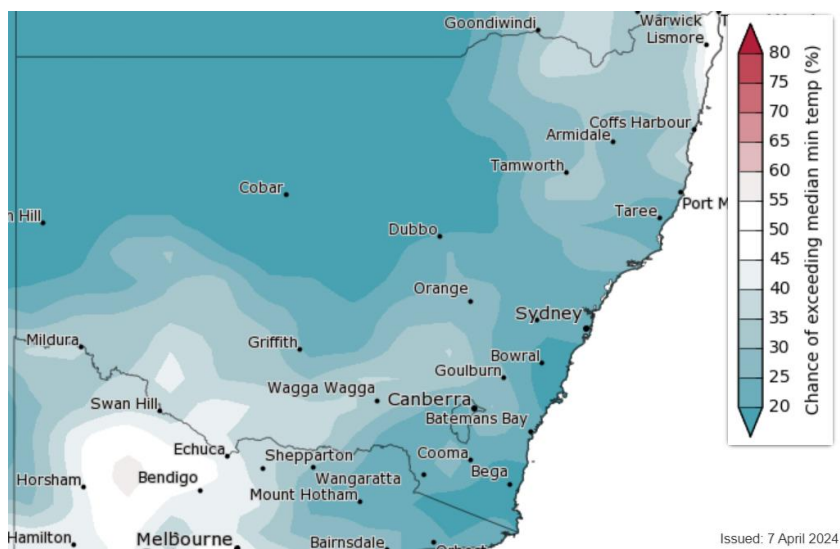 Goondiwindi
Warwick
Lismore
Coffs Harbour
Armidale
Tamworth
Cobar
Port M
Taree
n Hill
Dubbo
Orange
Sydney
Mildura
Griffith
Bowral
Goulburn
Wagga Wagga
Canberra
Swan Hill
Batemans Bay
Echuca
Shepparton
Cooma
Horsham
Bendigo
Wangaratta
Bega
Mount Hotham
Hamilton
Melbourne
Bairnsdale
80
75
70
65
60
55
50
45
40
35
30
25
20
Chance of exceeding median min temp (%)
Issued: 7 April 2024